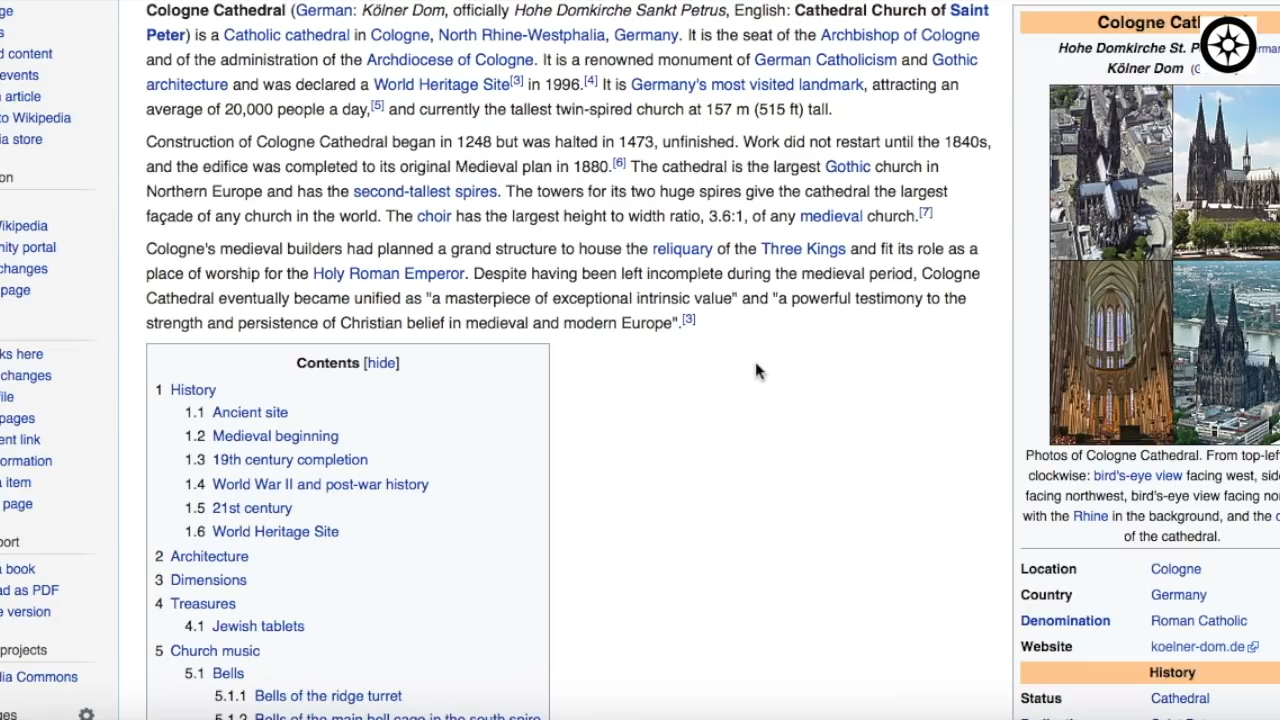 ge
s
d content
events
article
to Wikipedia
ia store
on
Vikipedia
nity portal
changes
page
ks here
changes
file
pages
ent link
ormation
item
page
port
a book
ad as PDF
e version
projects
dia Commons
ges
Cologne Cathedral (German: Kölner Dom, officially Hohe Domkirche Sankt Petrus, English: Cathedral Church of Saint
Peter) is a Catholic cathedral in Cologne, North Rhine-Westphalia, Germany. It is the seat of the Archbishop of Cologne
and of the administration of the Archdiocese of Cologne. It is a renowned monument of German Catholicism and Gothic
architecture and was declared a World Heritage Site[3] in 1996.[4] It is Germany's most visited landmark, attracting an
average of 20,000 people a day,[5] and currently the tallest twin-spired church at 157 m (515 ft) tall.
Construction of Cologne Cathedral began in 1248 but was halted in 1473, unfinished. Work did not restart until the 1840s,
and the edifice was completed to its original Medieval plan in 1880.[6] The cathedral is the largest Gothic church in
Northern Europe and has the second-tallest spires. The towers for its two huge spires give the cathedral the largest
façade of any church in the world. The choir has the largest height to width ratio, 3.6:1, of any medieval church.[7]
Cologne's medieval builders had planned a grand structure to house the reliquary of the Three Kings and fit its role as a
place of worship for the Holy Roman Emperor. Despite having been left incomplete during the medieval period, Cologne
Cathedral eventually became unified as "a masterpiece of exceptional intrinsic value" and "a powerful testimony to the
strength and persistence of Christian belief in medieval and modern Europe".[3]
Contents [hide]
1 History
1.1 Ancient site
1.2 Medieval beginning
1.3 19th century completion
1.4 World War II and post-war history
1.5 21st century
1.6 World Heritage Site
2 Architecture
3 Dimensions
4 Treasures
4.1 Jewish tablets
5 Church music
5.1 Bells
5.1.1 Bells of the ridge turret
5.1.2 Bells of the main bell cage in the south spire
Cologne Cat
Hohe Domkirche St. P
Kölner Dom (G
Photos of Cologne Cathedral. From top-left
clockwise: bird's-eye view facing west, sid
facing northwest, bird's-eye view facing no
with the Rhine in the background, and the c
of the cathedral.
Location Cologne
Country Germany
Denomination Roman Catholic
Website koelner-dom.de
History
Status Cathedral